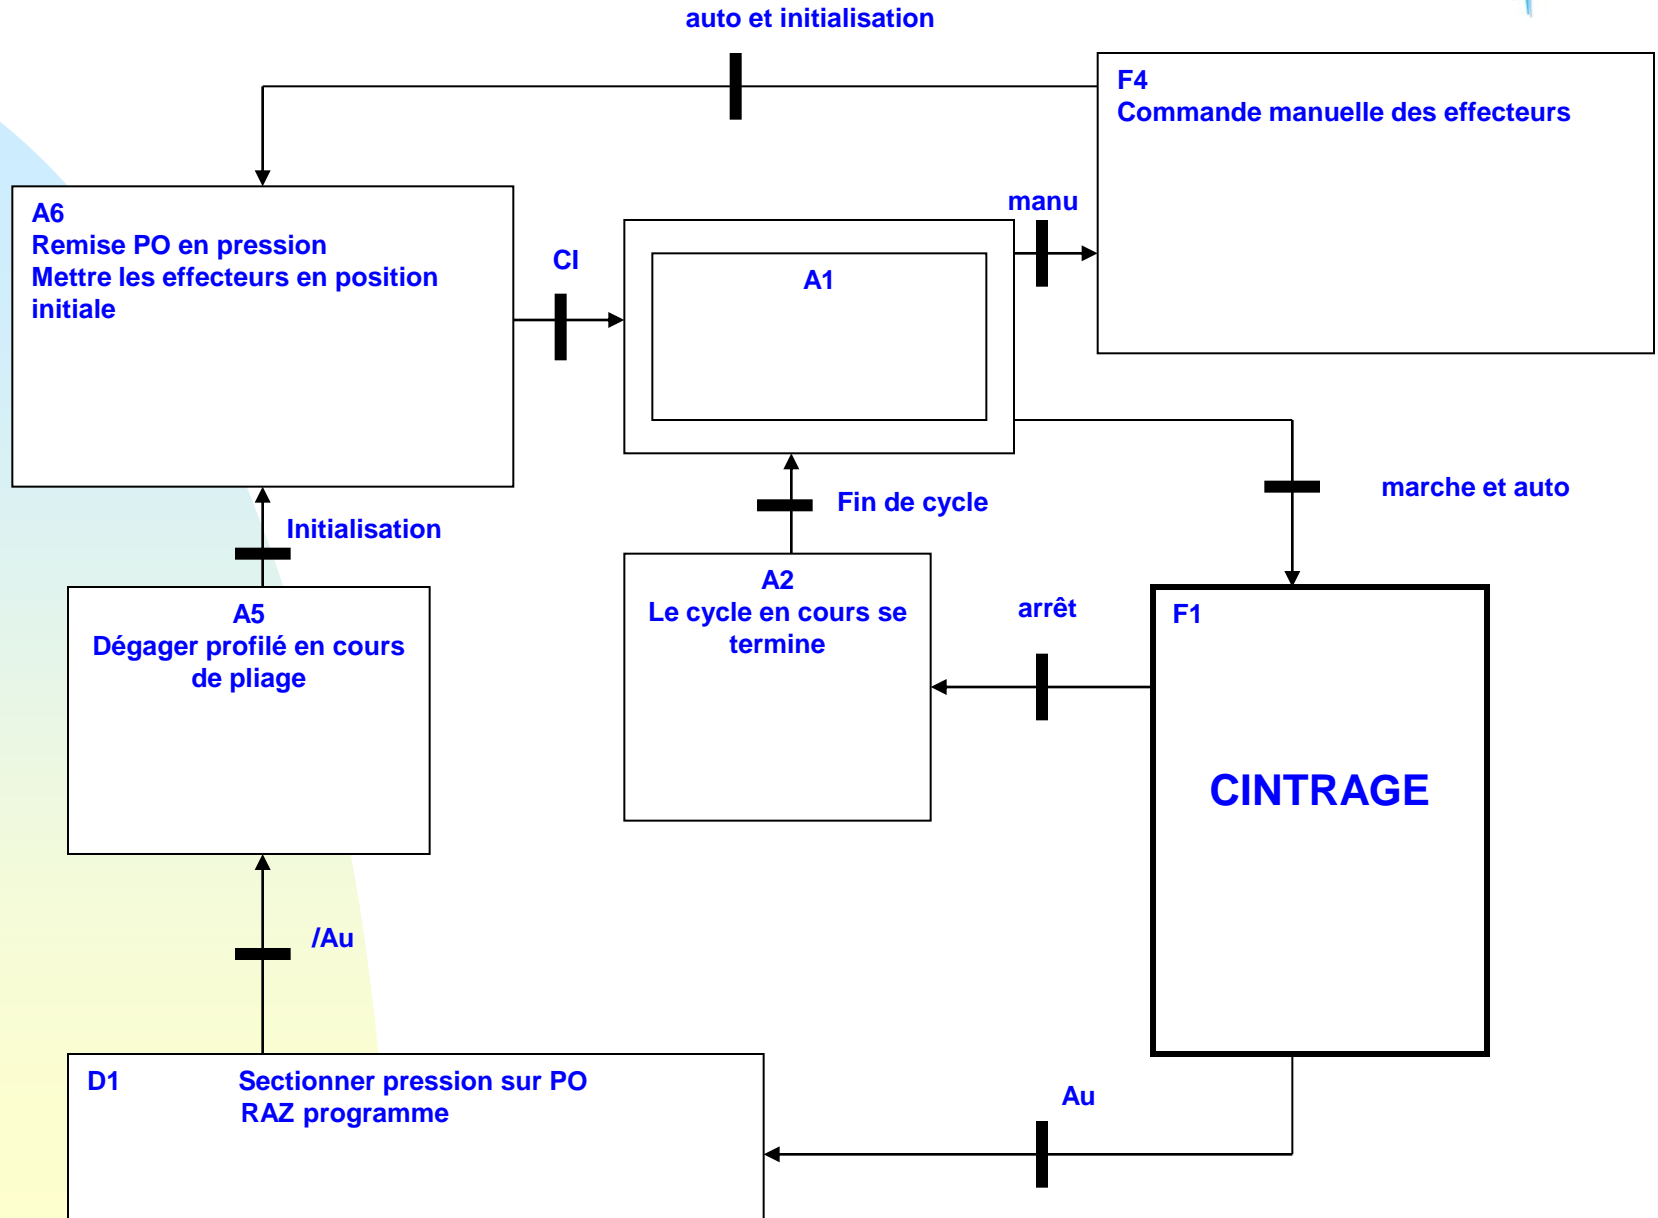 auto et initialisation
F4
Commande manuelle des effecteurs
A6
Remise PO en pression
Mettre les effecteurs en position
initiale
CI
A1
manu
marche et auto
Fin de cycle
Initialisation
A5
Dégager profilé en cours
de pliage
A2
Le cycle en cours se
termine
arrêt
F1
CINTRAGE
/Au
D1 Sectionner pression sur PO
RAZ programme
Au